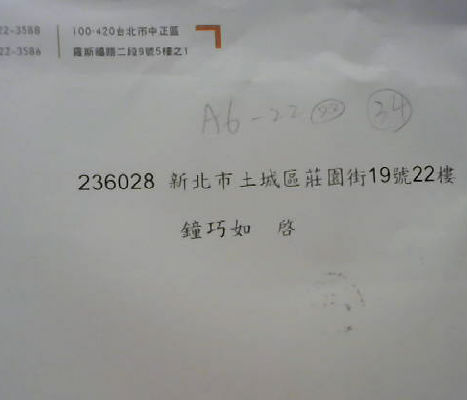 22-3588 100-420台北市中正區
22-3586 羅斯福路二段9號5樓之1
A6-22 22 34
236028 新北市土城區莊園街19號22樓
鐘巧如 啓